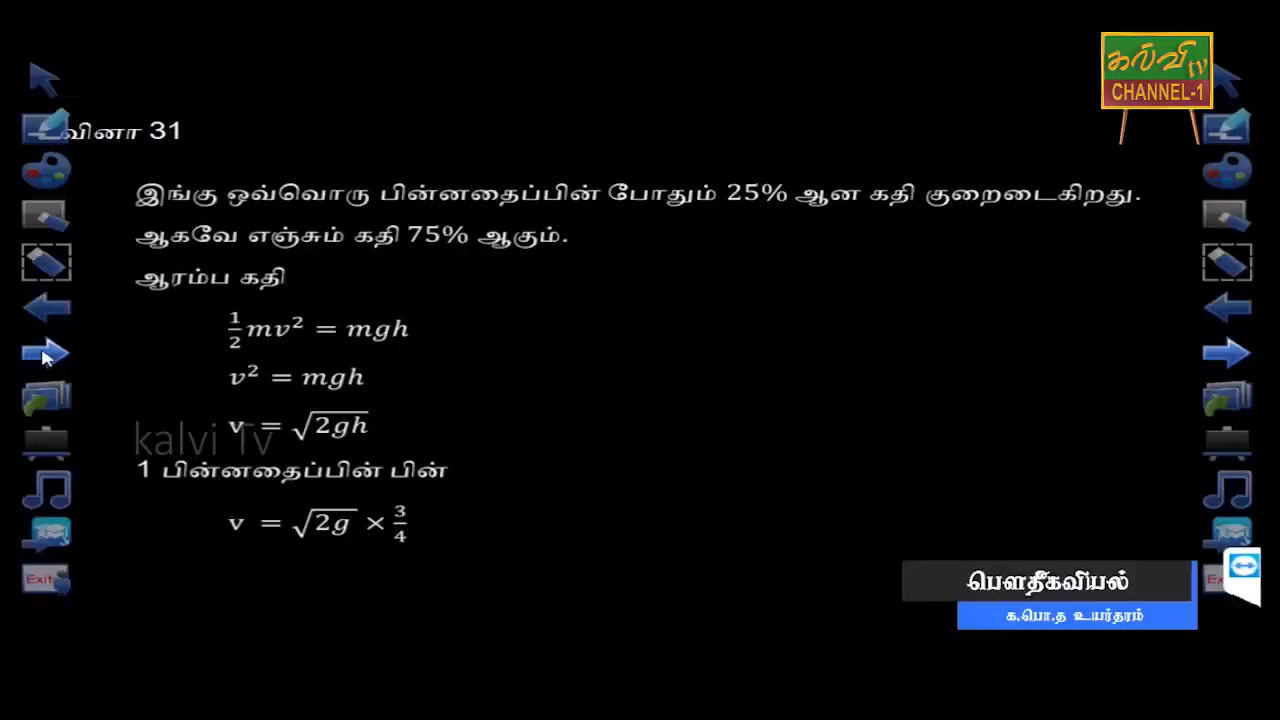 கல்வி tv
CHANNEL-1
வினா 31
இங்கு ஒவ்வொரு பின்னதைப்பின் போதும் 25% ஆன கதி குறைடைகிறது.
ஆகவே எஞ்சும் கதி 75% ஆகும்.
ஆரம்ப கதி
½mv² = mgh
v² = mgh
v = √2gh
kalvi Tv
1 பின்னதைப்பின் பின்
v = √2g × ¾
பௌதீகவியல்
க.பொ.த உயர்தரம்
Exit